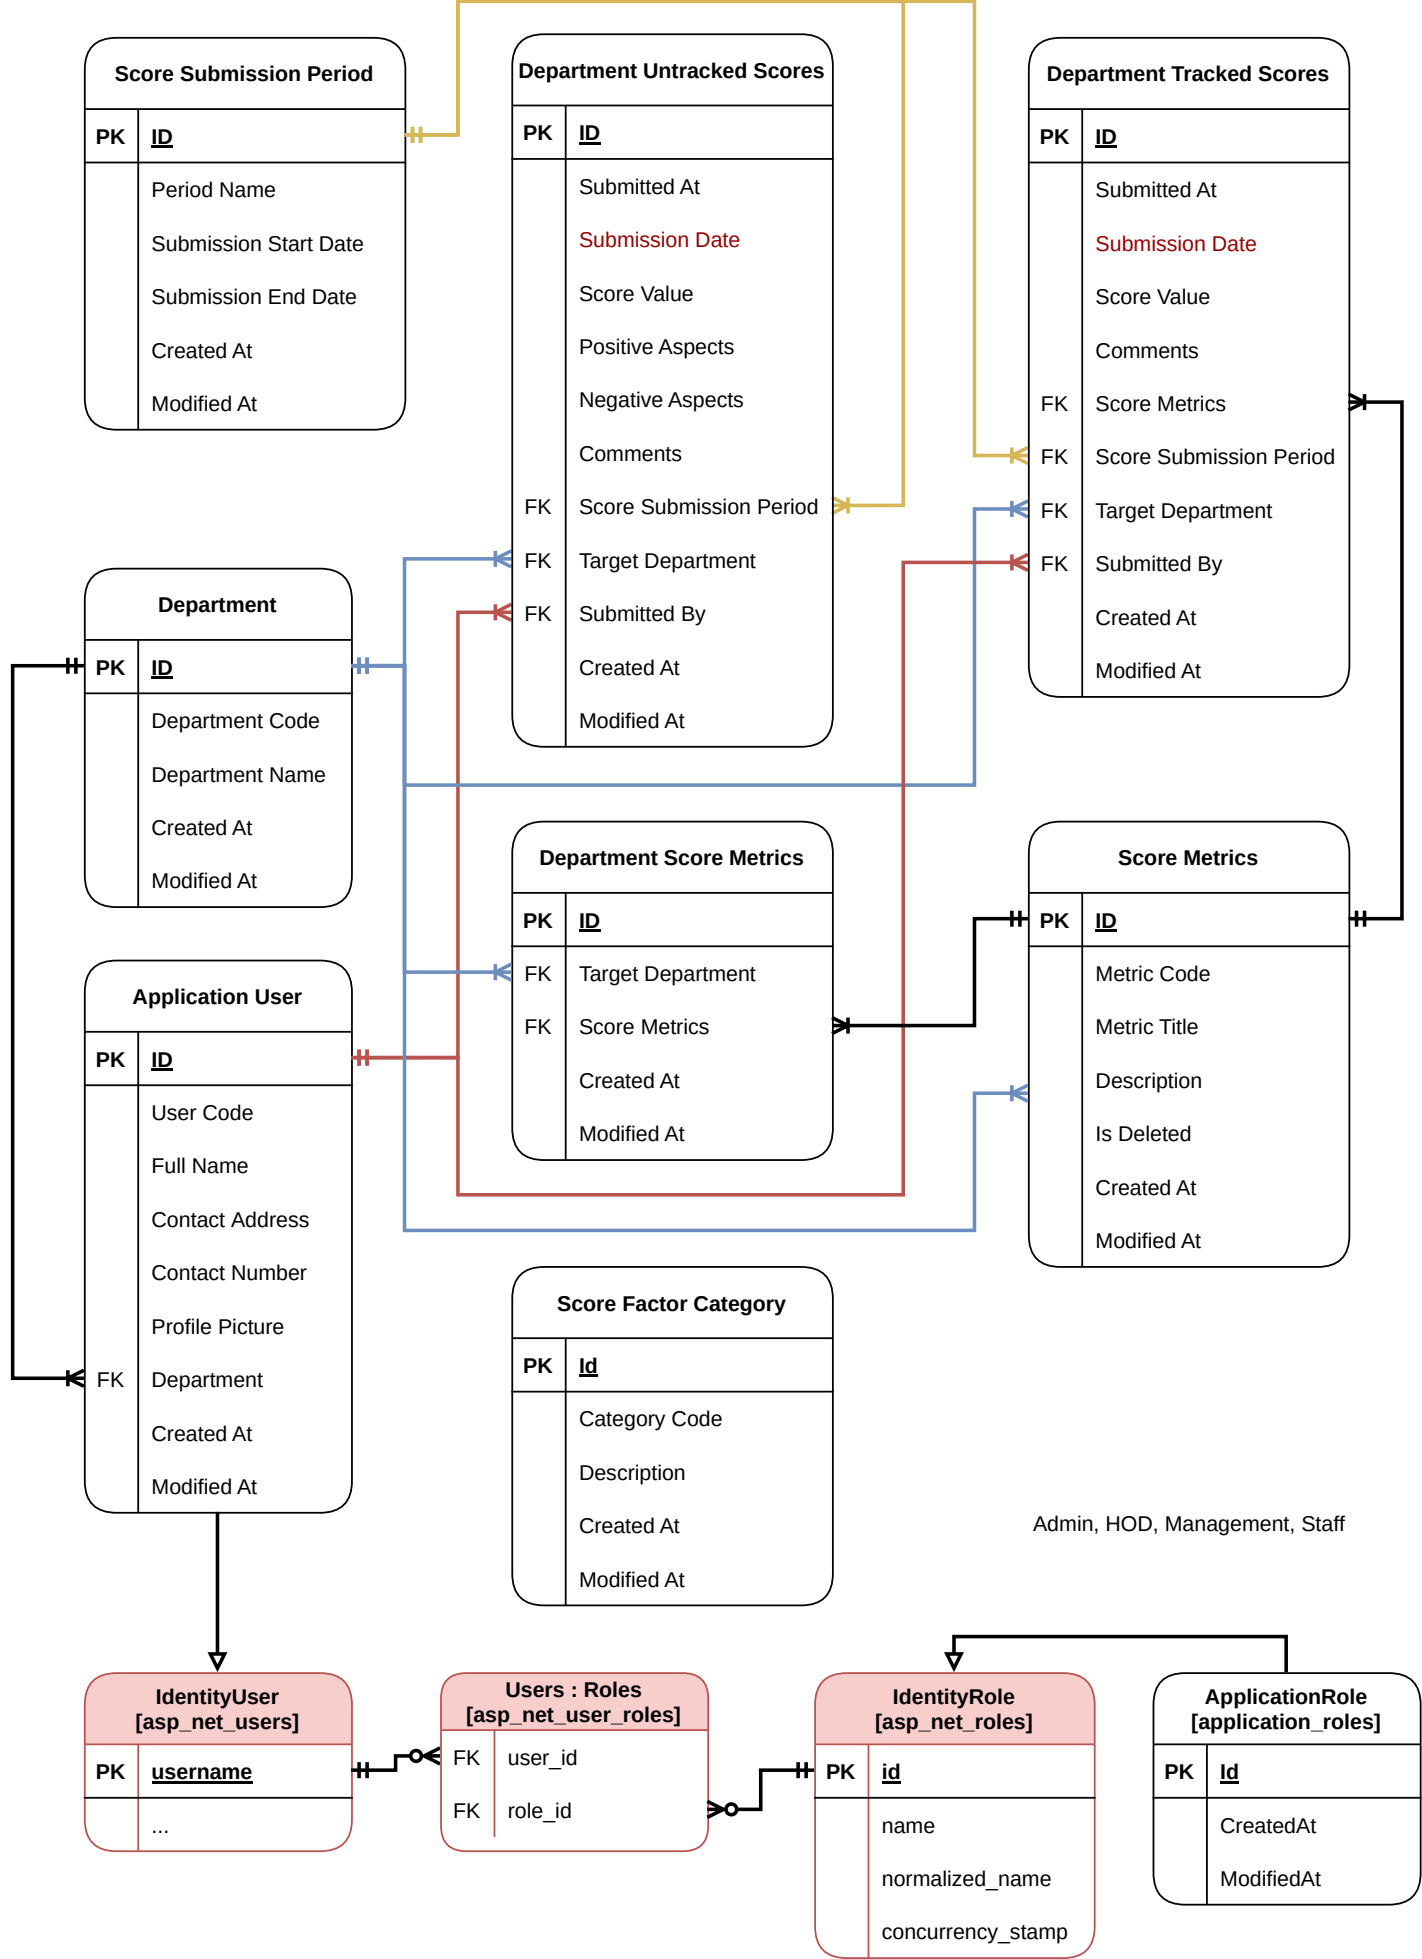 Score Submission Period
PK ID
Period Name
Submission Start Date
Submission End Date
Created At
Modified At
Department Untracked Scores
PK ID
Submitted At
Submission Date
Score Value
Positive Aspects
Negative Aspects
Comments
FK Score Submission Period
FK Target Department
FK Submitted By
Created At
Modified At
Department Tracked Scores
PK ID
Submitted At
Submission Date
Score Value
Comments
FK Score Metrics
FK Score Submission Period
FK Target Department
FK Submitted By
Created At
Modified At
Department
PK ID
Department Code
Department Name
Created At
Modified At
Department Score Metrics
PK ID
FK Target Department
FK Score Metrics
Created At
Modified At
Score Metrics
PK ID
Metric Code
Metric Title
Description
Is Deleted
Created At
Modified At
Application User
PK ID
User Code
Full Name
Contact Address
Contact Number
Profile Picture
FK Department
Created At
Modified At
Score Factor Category
PK Id
Category Code
Description
Created At
Modified At
Admin, HOD, Management, Staff
IdentityUser
[asp_net_users]
PK username
...
Users : Roles
[asp_net_user_roles]
FK user_id
FK role_id
IdentityRole
[asp_net_roles]
PK id
name
normalized_name
concurrency_stamp
ApplicationRole
[application_roles]
PK Id
CreatedAt
ModifiedAt